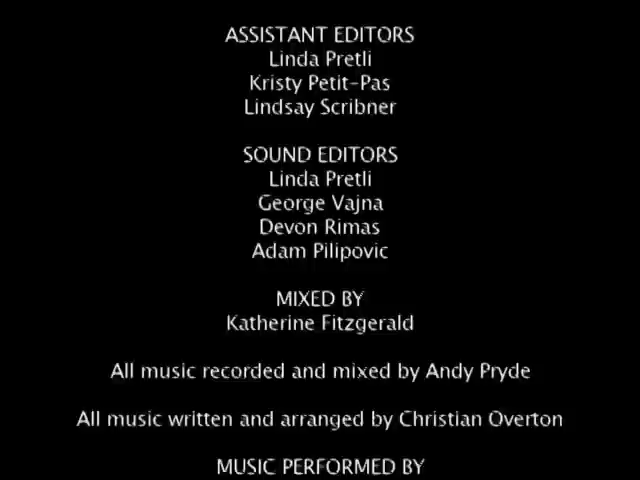 ASSISTANT EDITORS
Linda Pretli
Kristy Petit-Pas
Lindsay Scribner
SOUND EDITORS
Linda Pretli
George Vajna
Devon Rimas
Adam Pilipovic
MIXED BY
Katherine Fitzgerald
All music recorded and mixed by Andy Pryde
All music written and arranged by Christian Overton
MUSIC PERFORMED BY